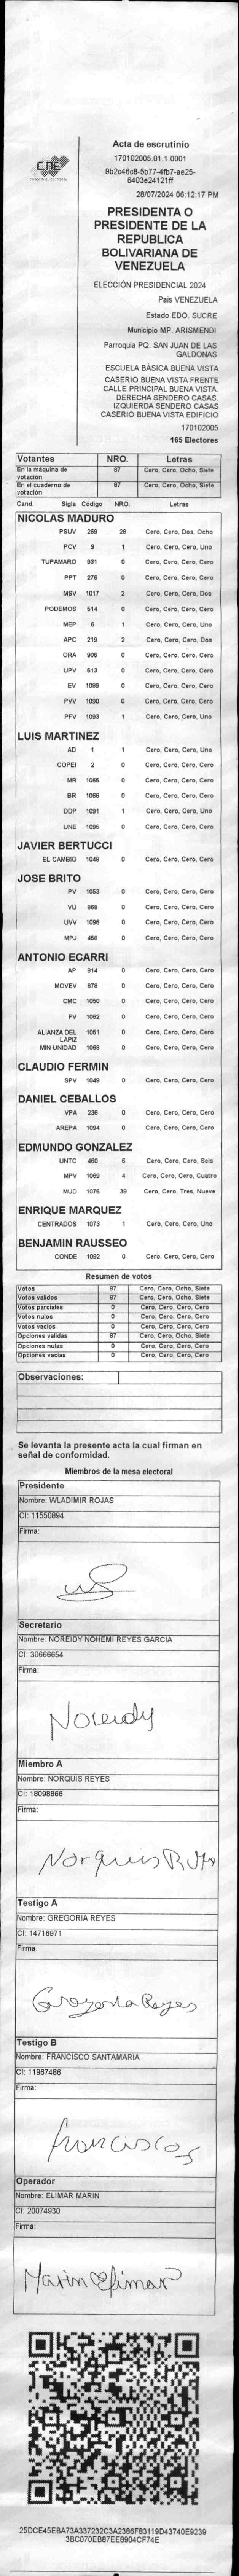 CNE
Acta de escrutinio
170102005.01.1.0001
8b2c46c8-5b77-4fb7-ae25-
6403e24121ff
28/07/2024 06:12:17 PM
PRESIDENTA O
PRESIDENTE DE LA
REPUBLICA
BOLIVARIANA DE
VENEZUELA
ELECCIÓN PRESIDENCIAL 2024
Pais VENEZUELA
Estado EDO. SUCRE
Municipio MP. ARISMENDI
Parroquia PQ. SAN JUAN DE LAS
GALDONAS
ESCUELA BÁSICA BUENA VISTA
CASERIO BUENA VISTA FRENTE
CALLE PRINCIPAL BUENA VISTA.
DERECHA SENDERO CASAS.
IZQUIERDA SENDERO CASAS
CASERIO BUENA VISTA EDIFICIO
170102005
165 Electores
Votantes NRO. Letras
En la máquina de votación 87 Cero, Cero, Ocho, Siete
En el cuaderno de votación 87 Cero, Cero, Ocho, Siete
Cand. Sigla Código NRO. Letras
NICOLAS MADURO
PSUV 269 28 Cero, Cero, Dos, Ocho
PCV 9 1 Cero, Cero, Cero, Uno
TUPAMARO 931 0 Cero, Cero, Cero, Cero
PPT 275 0 Cero, Cero, Cero, Cero
MSV 1017 2 Cero, Cero, Cero, Dos
PODEMOS 514 0 Cero, Cero, Cero, Cero
MEP 6 1 Cero, Cero, Cero, Uno
APC 219 2 Cero, Cero, Cero, Dos
ORA 906 0 Cero, Cero, Cero, Cero
UPV 513 0 Cero, Cero, Cero, Cero
EV 1089 0 Cero, Cero, Cero, Cero
PVV 1090 0 Cero, Cero, Cero, Cero
PFV 1093 1 Cero, Cero, Cero, Uno
LUIS MARTINEZ
AD 1 1 Cero, Cero, Cero, Uno
COPEI 2 0 Cero, Cero, Cero, Cero
MR 1065 0 Cero, Cero, Cero, Cero
BR 1066 0 Cero, Cero, Cero, Cero
DDP 1091 1 Cero, Cero, Cero, Uno
UNE 1095 0 Cero, Cero, Cero, Cero
JAVIER BERTUCCI
EL CAMBIO 1049 0 Cero, Cero, Cero, Cero
JOSE BRITO
PV 1053 0 Cero, Cero, Cero, Cero
VU 969 0 Cero, Cero, Cero, Cero
UVV 1096 0 Cero, Cero, Cero, Cero
MPJ 458 0 Cero, Cero, Cero, Cero
ANTONIO ECARRI
AP 814 0 Cero, Cero, Cero, Cero
MOVEV 878 0 Cero, Cero, Cero, Cero
CMC 1050 0 Cero, Cero, Cero, Cero
FV 1082 0 Cero, Cero, Cero, Cero
ALIANZA DEL LAPIZ 1051 0 Cero, Cero, Cero, Cero
MIN UNIDAD 1068 0 Cero, Cero, Cero, Cero
CLAUDIO FERMIN
SPV 1048 0 Cero, Cero, Cero, Cero
DANIEL CEBALLOS
VPA 236 0 Cero, Cero, Cero, Cero
AREPA 1094 0 Cero, Cero, Cero, Cero
EDMUNDO GONZALEZ
UNTC 460 6 Cero, Cero, Cero, Seis
MPV 1069 4 Cero, Cero, Cero, Cuatro
MUD 1075 39 Cero, Cero, Tres, Nueve
ENRIQUE MARQUEZ
CENTRADOS 1073 1 Cero, Cero, Cero, Uno
BENJAMIN RAUSSEO
CONDE 1092 0 Cero, Cero, Cero, Cero
Resumen de votos
Votos 87 Cero, Cero, Ocho, Siete
Votos validos 87 Cero, Cero, Ocho, Siete
Votos parciales 0 Cero, Cero, Cero, Cero
Votos nulos 0 Cero, Cero, Cero, Cero
Votos vacios 0 Cero, Cero, Cero, Cero
Opciones validas 87 Cero, Cero, Ocho, Siete
Opciones nulas 0 Cero, Cero, Cero, Cero
Opciones vacias 0 Cero, Cero, Cero, Cero
Observaciones:
Se levanta la presente acta la cual firman en
señal de conformidad.
Miembros de la mesa electoral
Presidente
Nombre: WLADIMIR ROJAS
CI: 11550894
Firma:
Secretario
Nombre: NOREIDY NOHEMI REYES GARCIA
CI: 30666654
Firma:
Noreidy
Miembro A
Nombre: NORQUIS REYES
CI: 18098866
Firma:
Norquis
Testigo A
Nombre: GREGORIA REYES
CI: 14716971
Firma:
Gregoria Reyes
Testigo B
Nombre: FRANCISCO SANTAMARIA
CI: 11967486
Firma:
Operador
Nombre: ELIMAR MARIN
CI: 20074930
Firma:
Marin Elimar
25DCE45EBA73A337232C3A2386F83119D43740E9239
3BC070EB87EE8904CF74E